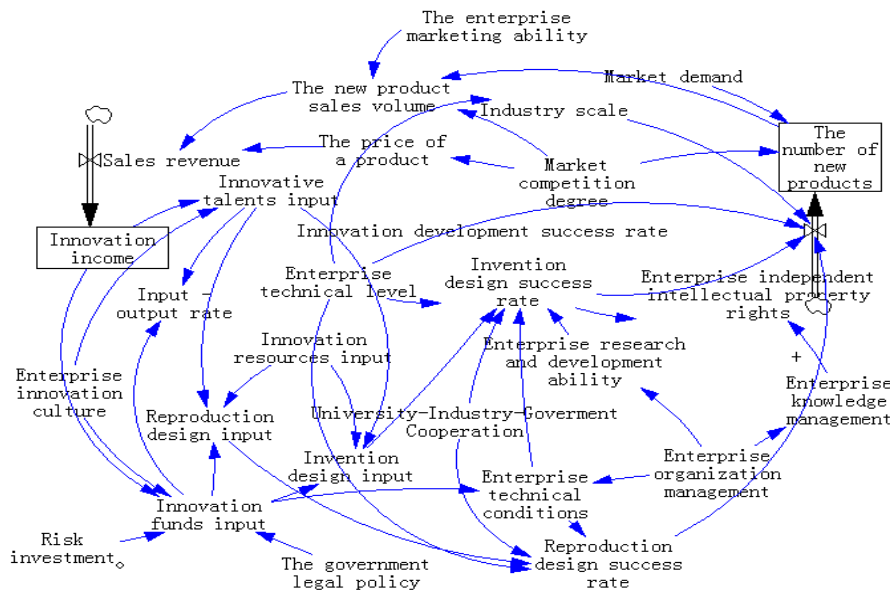 The enterprise
marketing ability
Market demand
The new product
sales volume
Industry scale
The
number of
new
products
Sales revenue
The price of
a product
Market
competition
degree
Innovative
talents input
Innovation
income
Innovation development success rate
Enterprise
technical level
Invention
design success
rate
Enterprise independent
intellectual property
rights
Input -
output rate
Innovation
resources input
Enterprise research
and development
ability
+
Enterprise
innovation
culture
Enterprise
knowledge
management
Reproduction
design input
University-Industry-Goverment
Cooperation
Invention
design input
Enterprise
organization
management
Enterprise
technical
conditions
Innovation
funds input
Risk
investment。
The government
legal policy
Reproduction
design success
rate